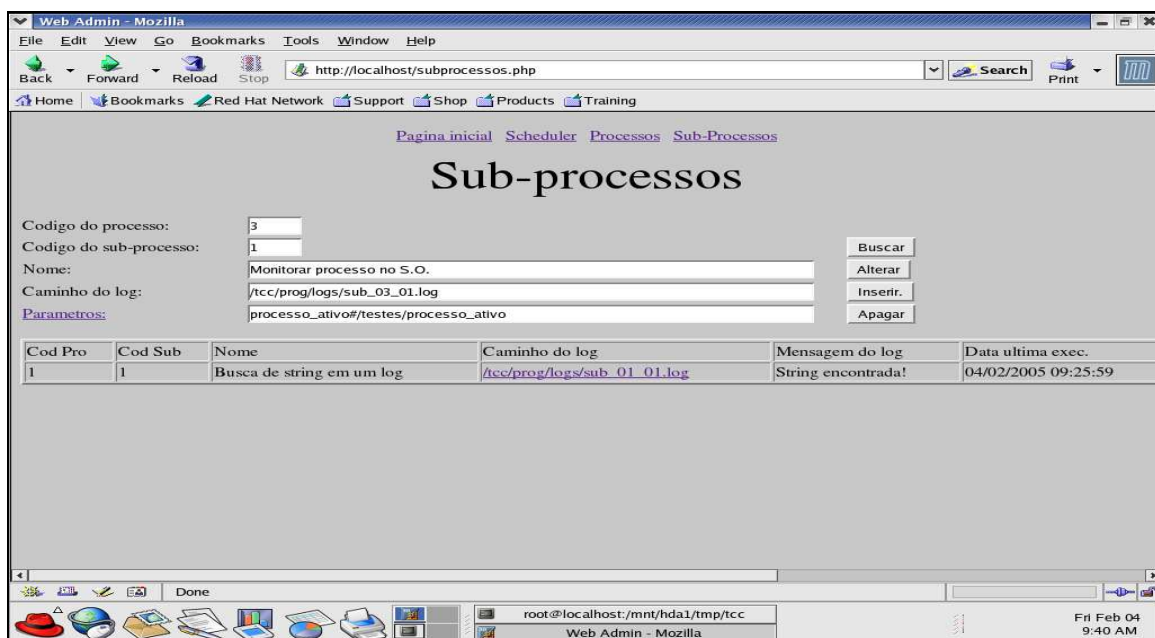 Web Admin - Mozilla
File Edit View Go Bookmarks Tools Window Help
Back Forward Reload Stop http://localhost/subprocessos.php Search Print
Home Bookmarks Red Hat Network Support Shop Products Training
Pagina inicial Scheduler Processos Sub-Processos
Sub-processos
Codigo do processo: 3
Codigo do sub-processo: 1 Buscar
Nome: Monitorar processo no S.O. Alterar
Caminho do log: /tcc/prog/logs/sub_03_01.log Inserir.
Parametros: processo_ativo#/testes/processo_ativo Apagar
Cod Pro Cod Sub Nome Caminho do log Mensagem do log Data ultima exec.
1 1 Busca de string em um log /tcc/prog/logs/sub_01_01.log String encontrada! 04/02/2005 09:25:59
Done
root@localhost:/mnt/hda1/tmp/tcc
Web Admin - Mozilla
Fri Feb 04
9:40 AM